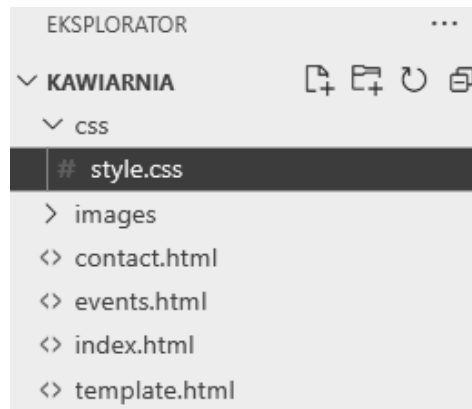 EKSPLORATOR ...
KAWIARNIA
css
# style.css
images
<> contact.html
<> events.html
<> index.html
<> template.html